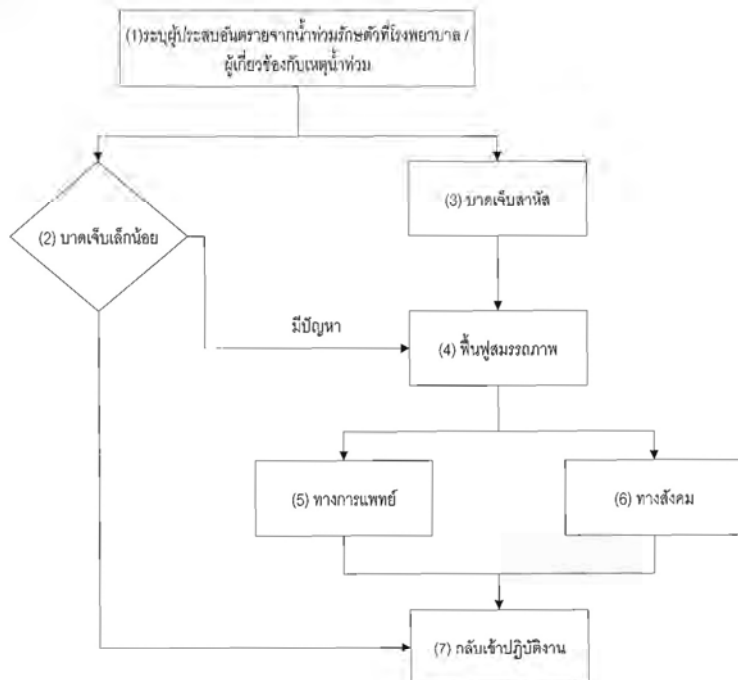 (1)ระบุผู้ประสบอันตรายจากน้ำท่วมรักษตัวที่โรงพยาบาล /
ผู้เกี่ยวข้องกับเหตุน้ำท่วม
(2) บาดเจ็บเล็กน้อย
(3) บาดเจ็บสาหัส
มีปัญหา
(4) ฟื้นฟูสมรรถภาพ
(5) ทางการแพทย์
(6) ทางสังคม
(7) กลับเข้าปฏิบัติงาน